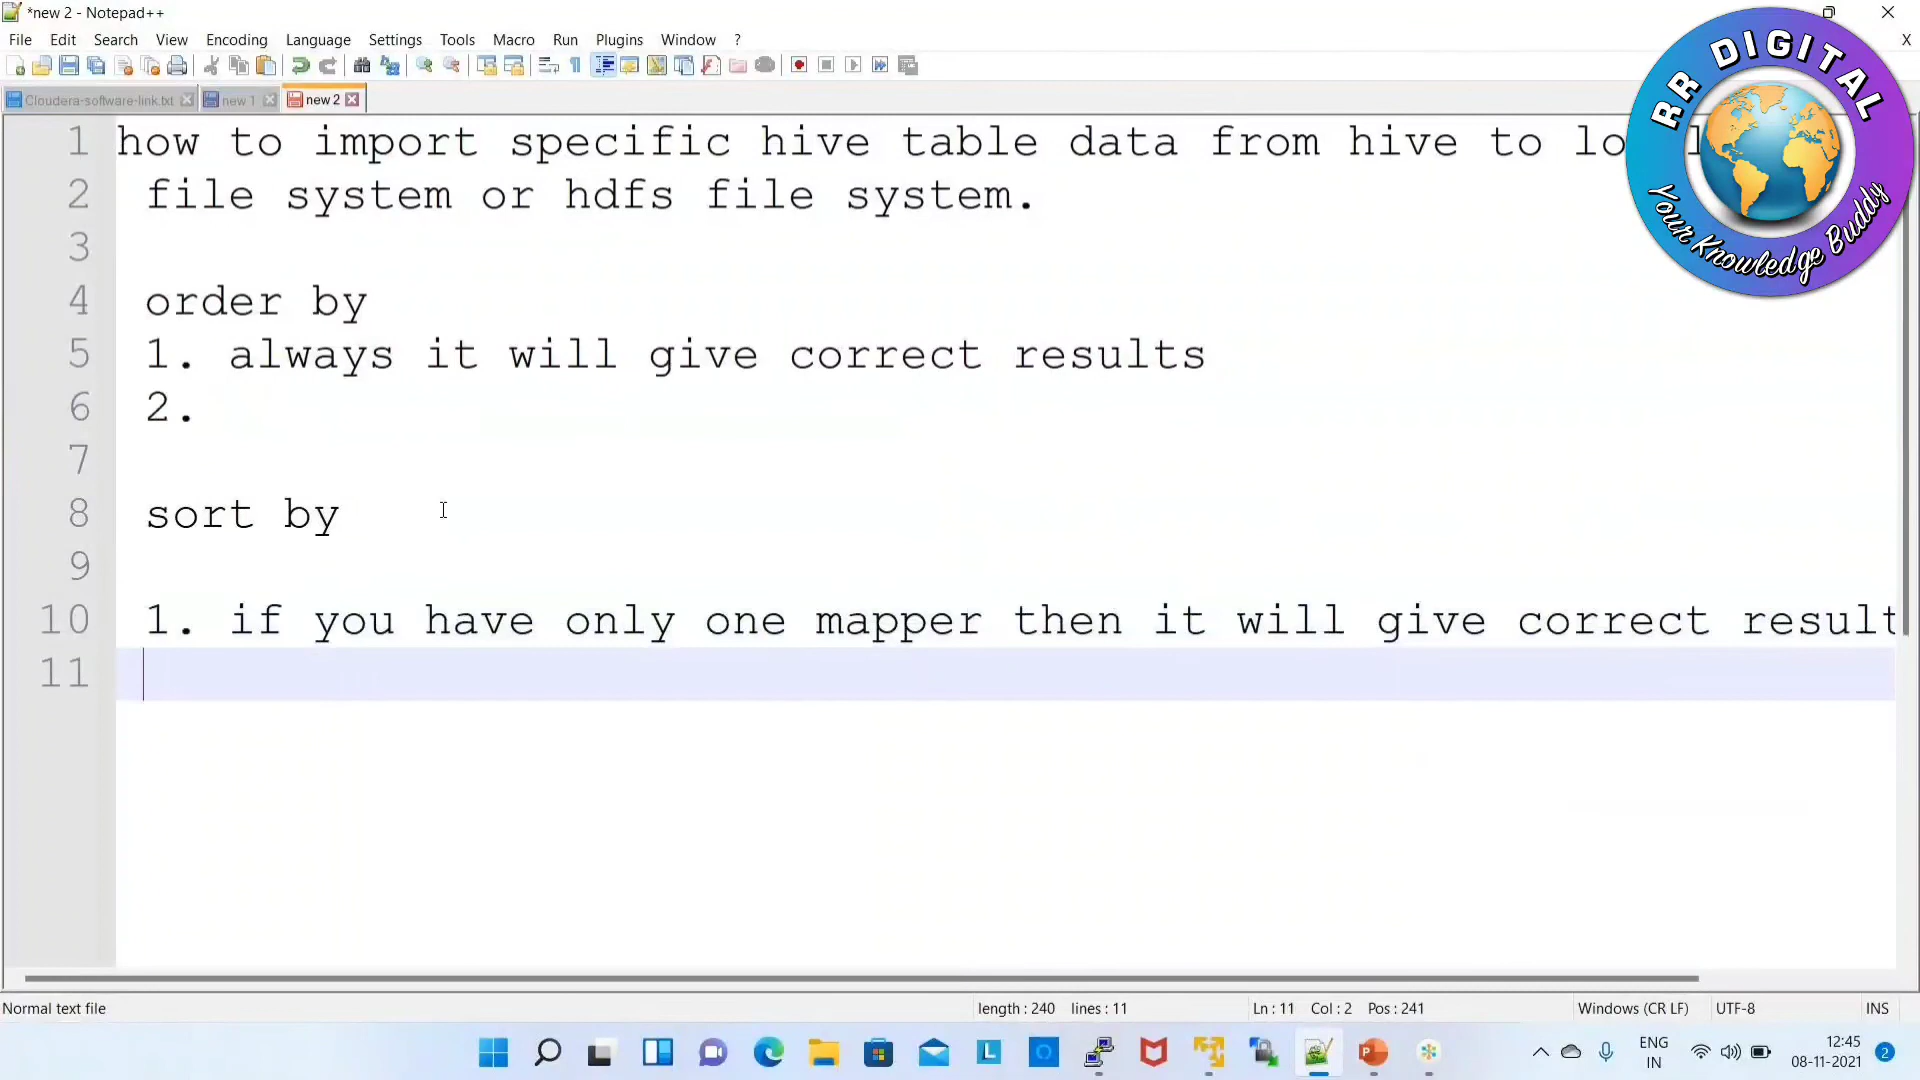 *new 2 - Notepad++
File Edit Search View Encoding Language Settings Tools Macro Run Plugins Window ?
X
Cloudera-software-link.txt new 1 new 2
1 how to import specific hive table data from hive to lo
2 file system or hdfs file system.
3
4 order by
5 1. always it will give correct results
6 2.
7
8 sort by
9
10 1. if you have only one mapper then it will give correct result
11
RR DIGITAL
Your Knowledge Buddy
Normal text file length : 240 lines : 11 Ln : 11 Col : 2 Pos : 241 Windows (CR LF) UTF-8 INS
ENG
IN
12:45
08-11-2021
2